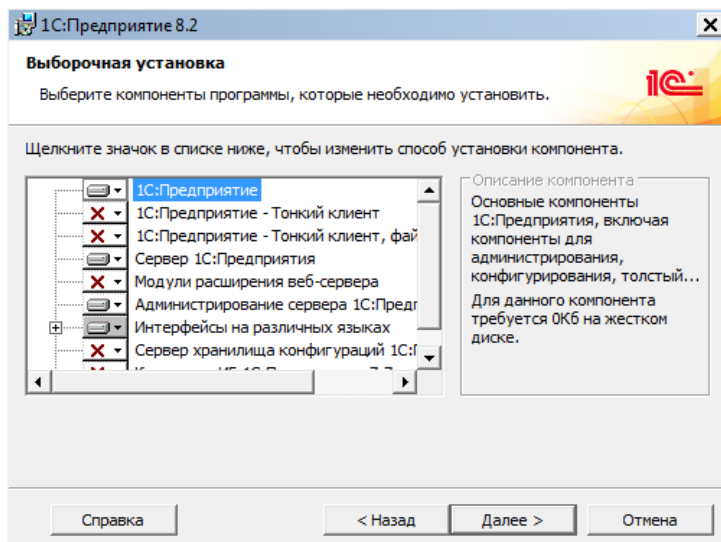 1С:Предприятие 8.2
Выборочная установка
Выберите компоненты программы, которые необходимо установить.
1С
Щелкните значок в списке ниже, чтобы изменить способ установки компонента.
1С:Предприятие
1С:Предприятие - Тонкий клиент
1С:Предприятие - Тонкий клиент, фай
Сервер 1С:Предприятия
Модули расширения веб-сервера
Администрирование сервера 1С:Предп
Интерфейсы на различных языках
Сервер хранилища конфигураций 1С:П
Описание компонента
Основные компоненты
1С:Предприятия, включая
компоненты для
администрирования,
конфигурирования, толстый...
Для данного компонента
требуется 0Кб на жестком
диске.
Справка
< Назад
Далее >
Отмена